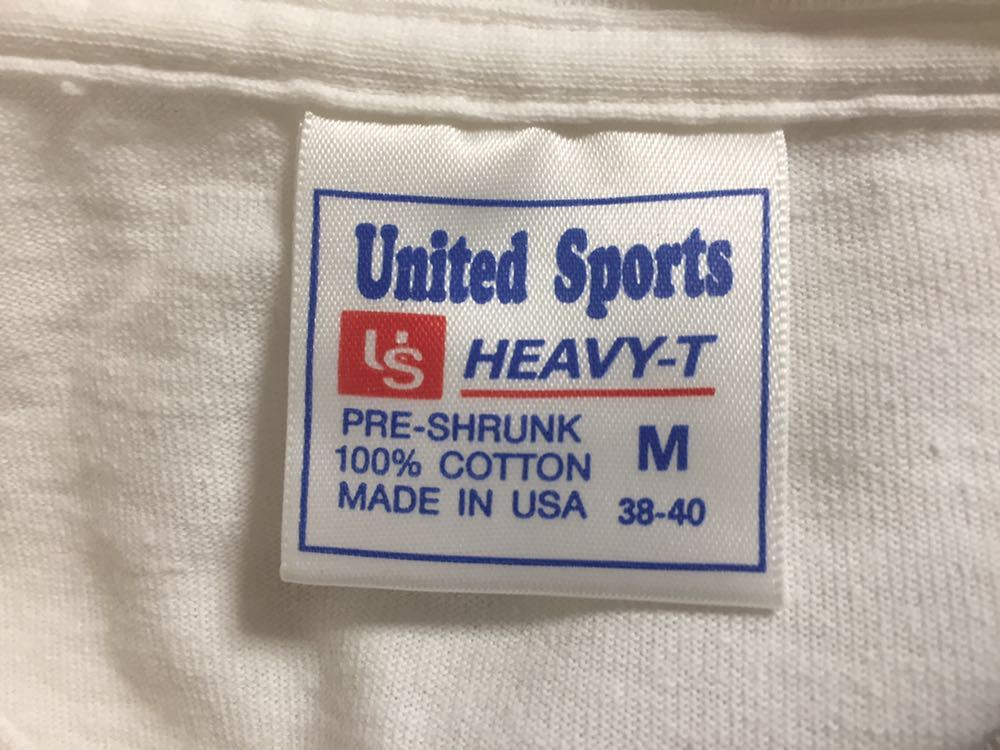 United Sports
US HEAVY-T
PRE-SHRUNK
100% COTTON
MADE IN USA
M
38-40